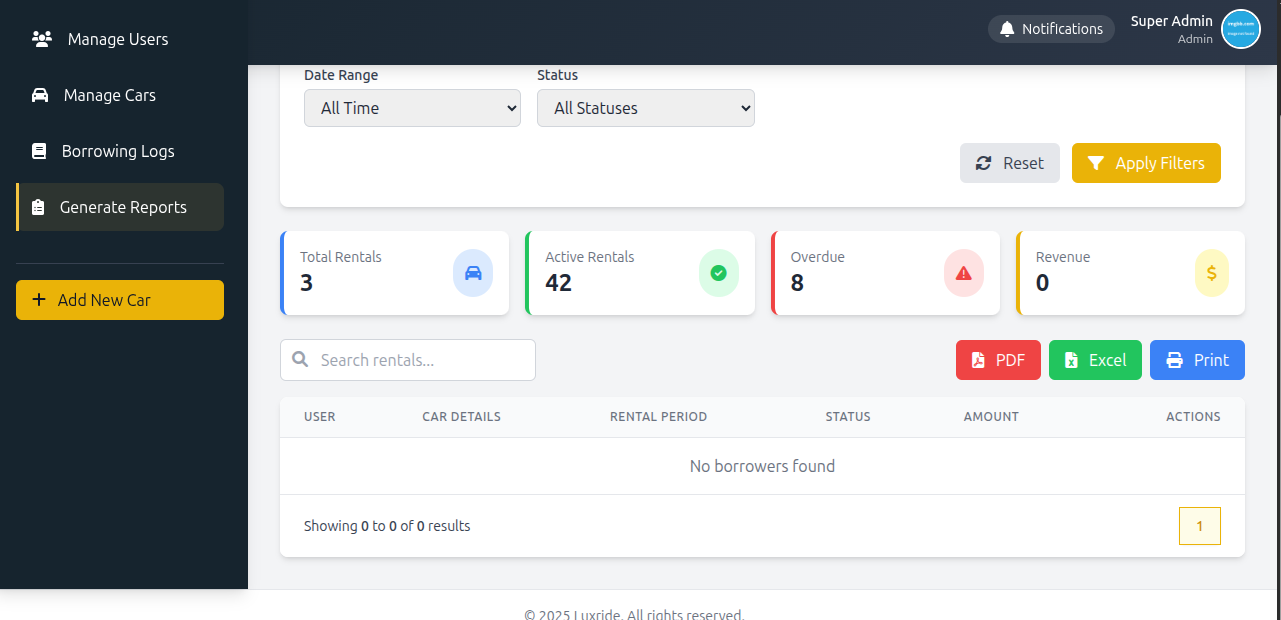 Manage Users
Manage Cars
Borrowing Logs
Generate Reports
Add New Car
Notifications
Super Admin
Admin
Date Range
Status
All Time
All Statuses
Reset
Apply Filters
Total Rentals
3
Active Rentals
42
Overdue
8
Revenue
0
$
Search rentals...
PDF
Excel
Print
USER CAR DETAILS RENTAL PERIOD STATUS AMOUNT ACTIONS
No borrowers found
Showing 0 to 0 of 0 results
1
© 2025 Luxride. All rights reserved.